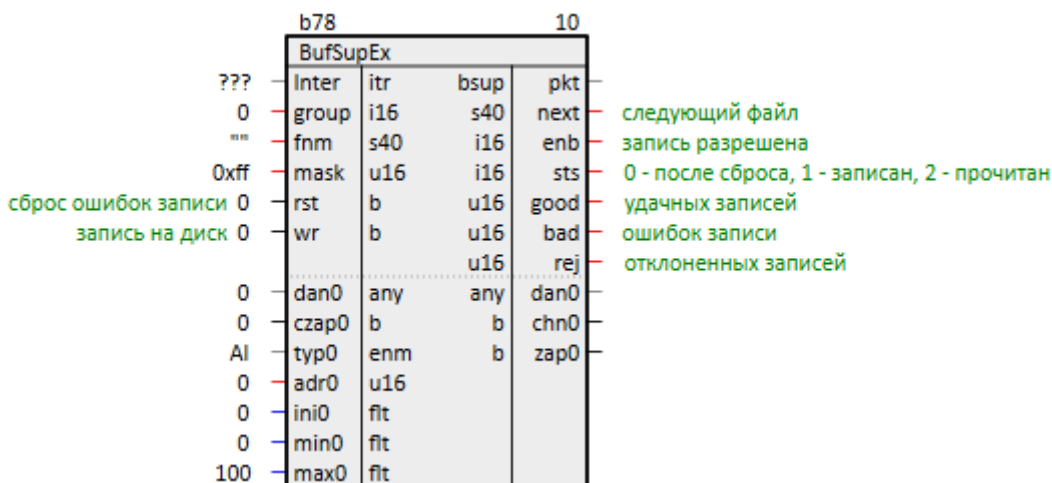 b78 10
BufSupEx
??? Inter itr bsup pkt
0 group i16 s40 next следующий файл
"" fnm s40 i16 enb запись разрешена
0xff mask u16 i16 sts 0 - после сброса, 1 - записан, 2 - прочитан
сброс ошибок записи 0 rst b u16 good удачных записей
запись на диск 0 wr b u16 bad ошибок записи
u16 rej отклоненных записей
0 dan0 any any dan0
0 czap0 b b chn0
AI typ0 enm b zap0
0 adr0 u16
0 ini0 flt
0 min0 flt
100 max0 flt